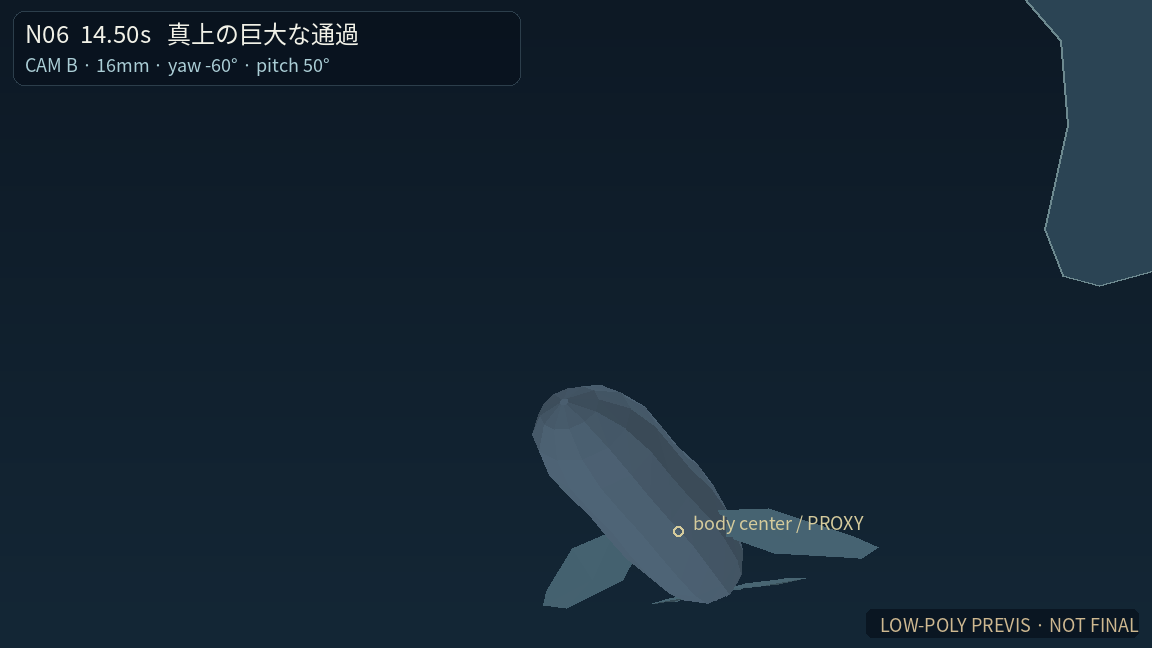 N06 14.50s 真上の巨大な通過
CAM B · 16mm · yaw -60° · pitch 50°
body center / PROXY
LOW-POLY PREVIS · NOT FINAL